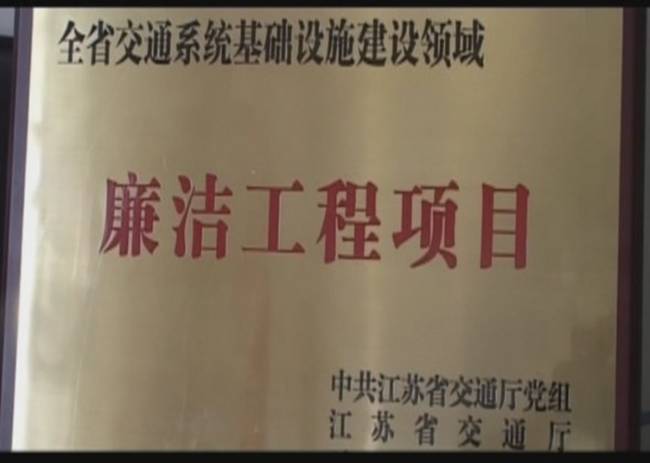 全省交通系统基础设施建设领域
廉洁工程项目
中共江苏省交通厅党组
江苏省交通厅